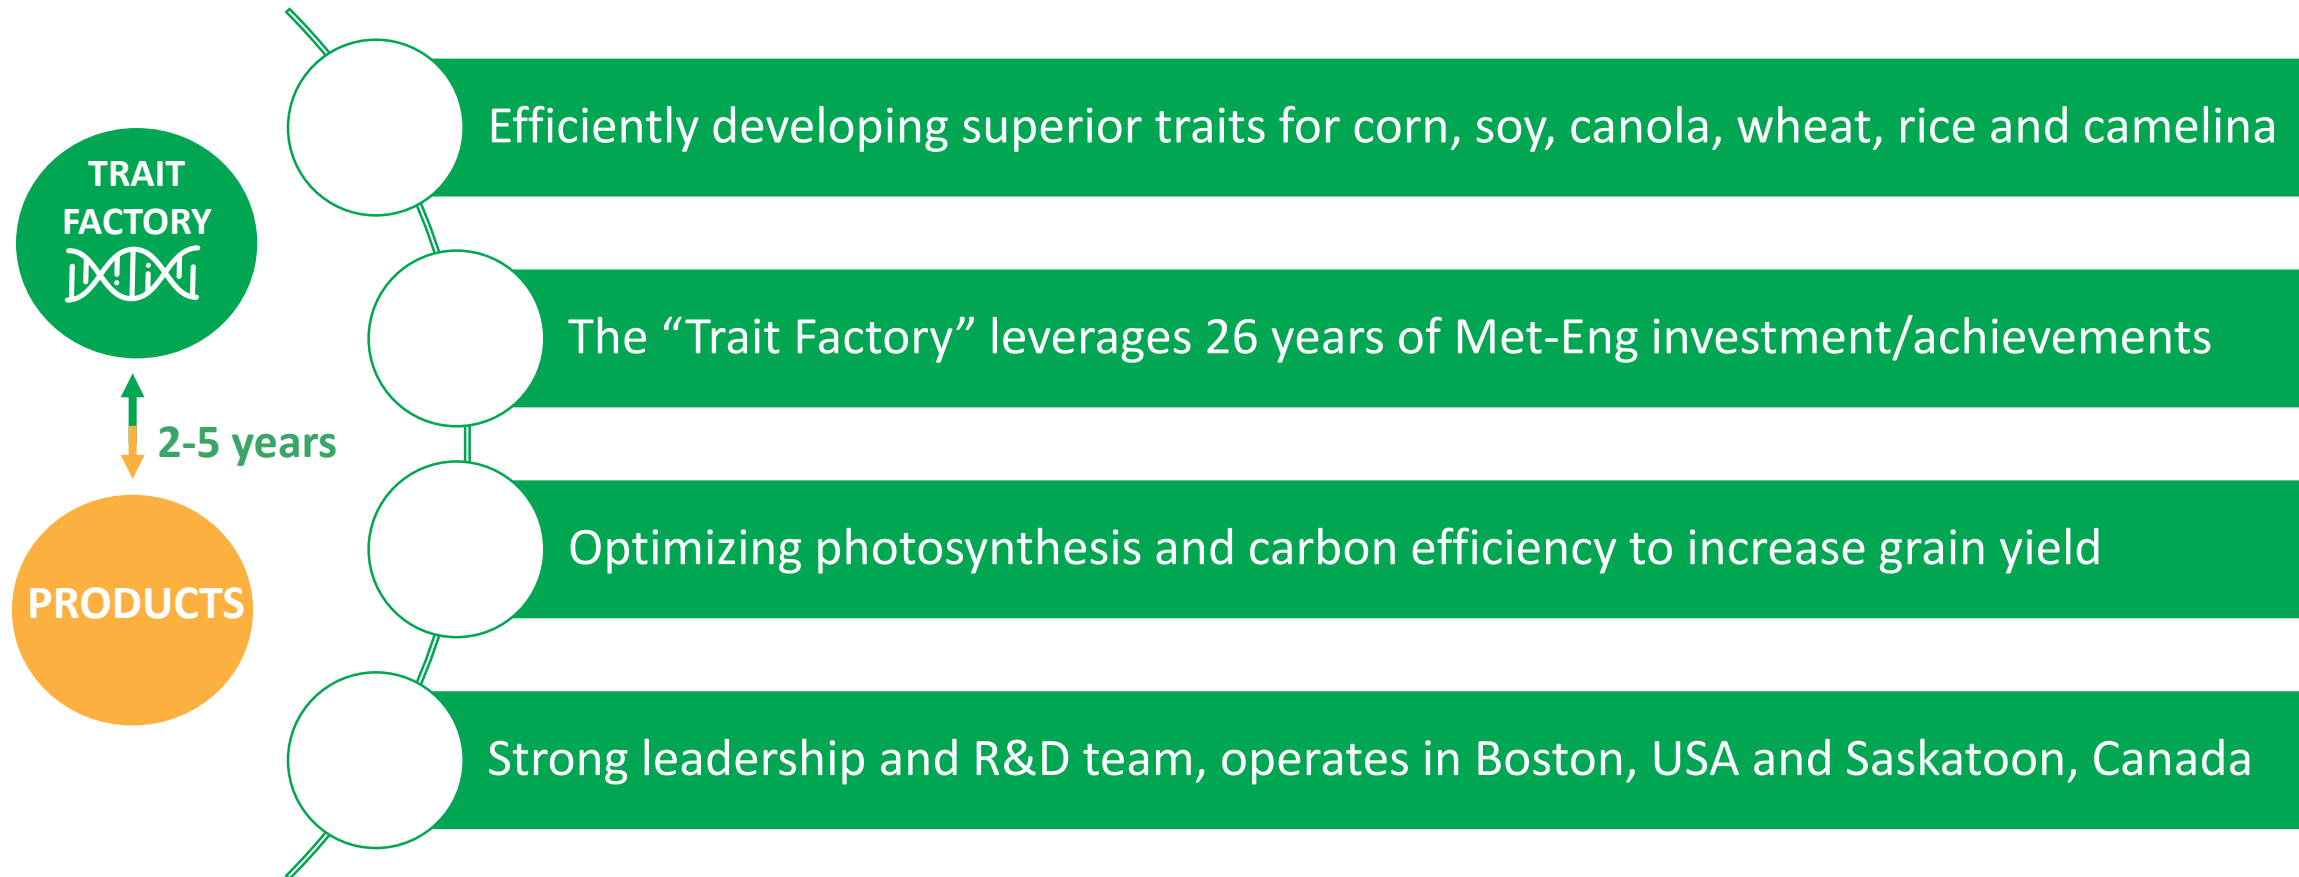 TRAIT
FACTORY
2-5 years
PRODUCTS
Efficiently developing superior traits for corn, soy, canola, wheat, rice and camelina
The “Trait Factory” leverages 26 years of Met-Eng investment/achievements
Optimizing photosynthesis and carbon efficiency to increase grain yield
Strong leadership and R&D team, operates in Boston, USA and Saskatoon, Canada